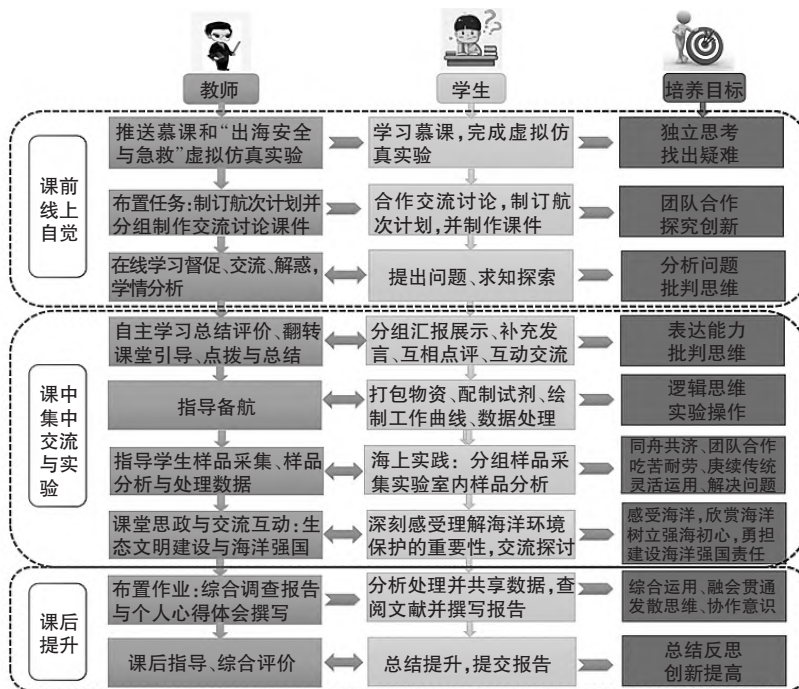 教师
学生
培养目标
课前
线上
自觉
推送慕课和“出海安全
与急救”虚拟仿真实验
学习慕课,完成虚拟仿
真实验
独立思考
找出疑难
布置任务:制订航次计划并
分组制作交流讨论课件
合作交流讨论,制订航
次计划,并制作课件
团队合作
探究创新
在线学习督促、交流、解惑,
学情分析
提出问题、求知探索
分析问题
批判思维
课中
集中
交流
与实
验
自主学习总结评价、翻转
课堂引导、点拨与总结
分组汇报展示、补充发
言、互相点评、互动交流
表达能力
批判思维
指导备航
打包物资、配制试剂、绘
制工作曲线、数据处理
逻辑思维
实验操作
指导学生样品采集、样品
分析与处理数据
海上实践：分组样品采
集实验室内样品分析
同舟共济、团队合作
吃苦耐劳、赓续传统
灵活运用、解决问题
课堂思政与交流互动:生
态文明建设与海洋强国
深刻感受理解海洋环境
保护的重要性,交流探讨
感受海洋,欣赏海洋
树立强海初心,勇担
建设海洋强国责任
课后
提升
布置作业:综合调查报告
与个人心得体会撰写
分析处理并共享数据,查
阅文献并撰写报告
综合运用、融会贯通
发散思维、协作意识
课后指导、综合评价
总结提升,提交报告
总结反思
创新提高